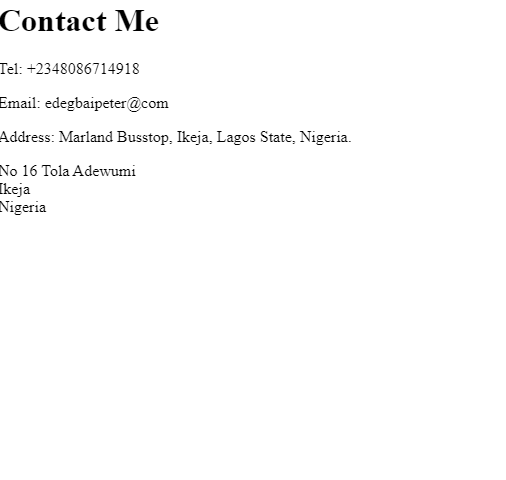 Contact Me
Tel: +2348086714918
Email: edegbaipeter@com
Address: Marland Busstop, Ikeja, Lagos State, Nigeria.
No 16 Tola Adewumi
Ikeja
Nigeria